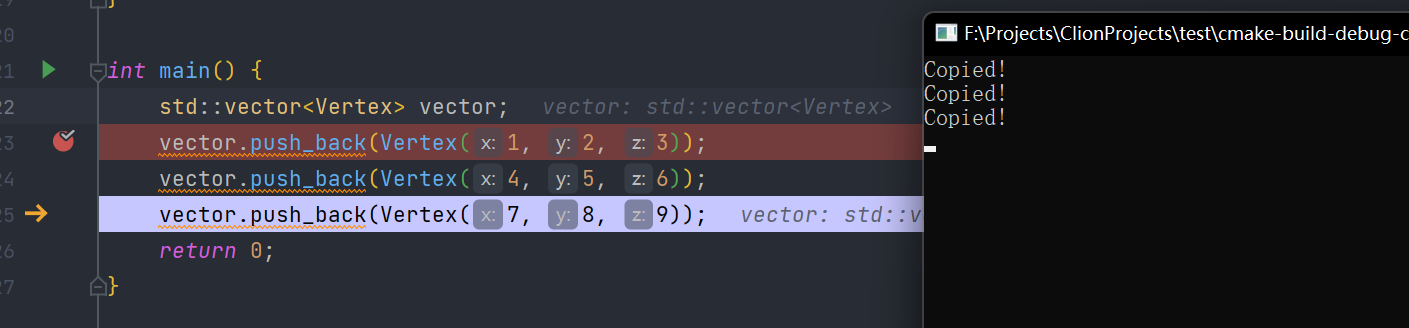 19 }
20
21 int main() {
22 std::vector<Vertex> vector; vector: std::vector<Vertex>
23 vector.push_back(Vertex( x: 1, y: 2, z: 3));
24 vector.push_back(Vertex( x: 4, y: 5, z: 6));
25 vector.push_back(Vertex( x: 7, y: 8, z: 9)); vector: std::v
26 return 0;
27 }
F:\Projects\ClionProjects\test\cmake-build-debug-c
Copied!
Copied!
Copied!